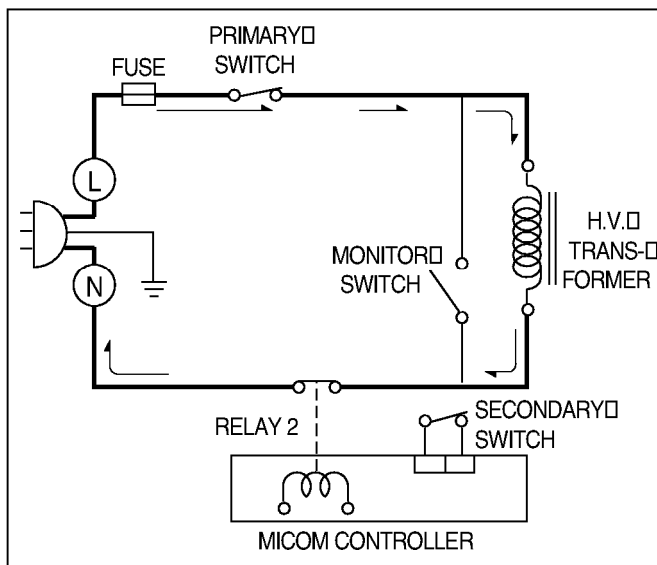 PRIMARY□
SWITCH
FUSE
L
N
MONITOR□
SWITCH
H.V.□
TRANS-□
FORMER
RELAY 2
SECONDARY□
SWITCH
MICOM CONTROLLER